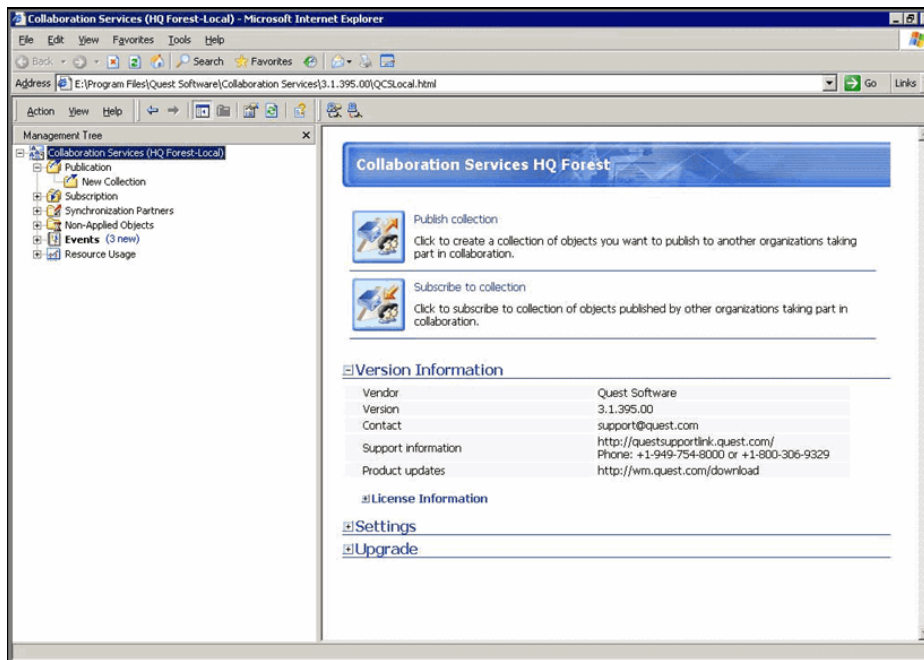 Collaboration Services (HQ Forest-Local) - Microsoft Internet Explorer
File Edit View Favorites Tools Help
Back Search Favorites
Address E:\Program Files\Quest Software\Collaboration Services\3.1.395.00\QCSLocal.html Go Links
Action View Help
Management Tree
Collaboration Services (HQ Forest-Local)
Publication
New Collection
Subscription
Synchronization Partners
Non-Applied Objects
Events (3 new)
Resource Usage
Collaboration Services HQ Forest
Publish collection
Click to create a collection of objects you want to publish to another organizations taking
part in collaboration.
Subscribe to collection
Click to subscribe to collection of objects published by other organizations taking part in
collaboration.
Version Information
Vendor Quest Software
Version 3.1.395.00
Contact support@quest.com
Support information http://questsupportlink.quest.com/
Phone: +1-949-754-8000 or +1-800-306-9329
Product updates http://wm.quest.com/download
License Information
Settings
Upgrade